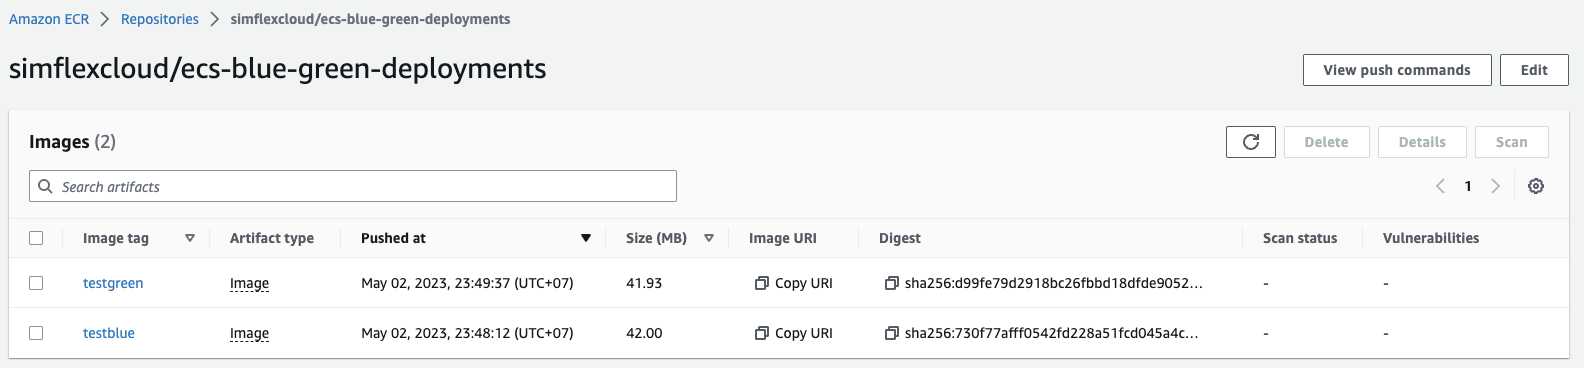 Amazon ECR > Repositories > simflexcloud/ecs-blue-green-deployments
simflexcloud/ecs-blue-green-deployments View push commands Edit
Images (2) Delete Details Scan
Search artifacts 1
Image tag Artifact type Pushed at Size (MB) Image URI Digest Scan status Vulnerabilities
testgreen Image May 02, 2023, 23:49:37 (UTC+07) 41.93 Copy URI sha256:d99fe79d2918bc26fbbd18dfde9052... - -
testblue Image May 02, 2023, 23:48:12 (UTC+07) 42.00 Copy URI sha256:730f77afff0542fd228a51fcd045a4c... - -